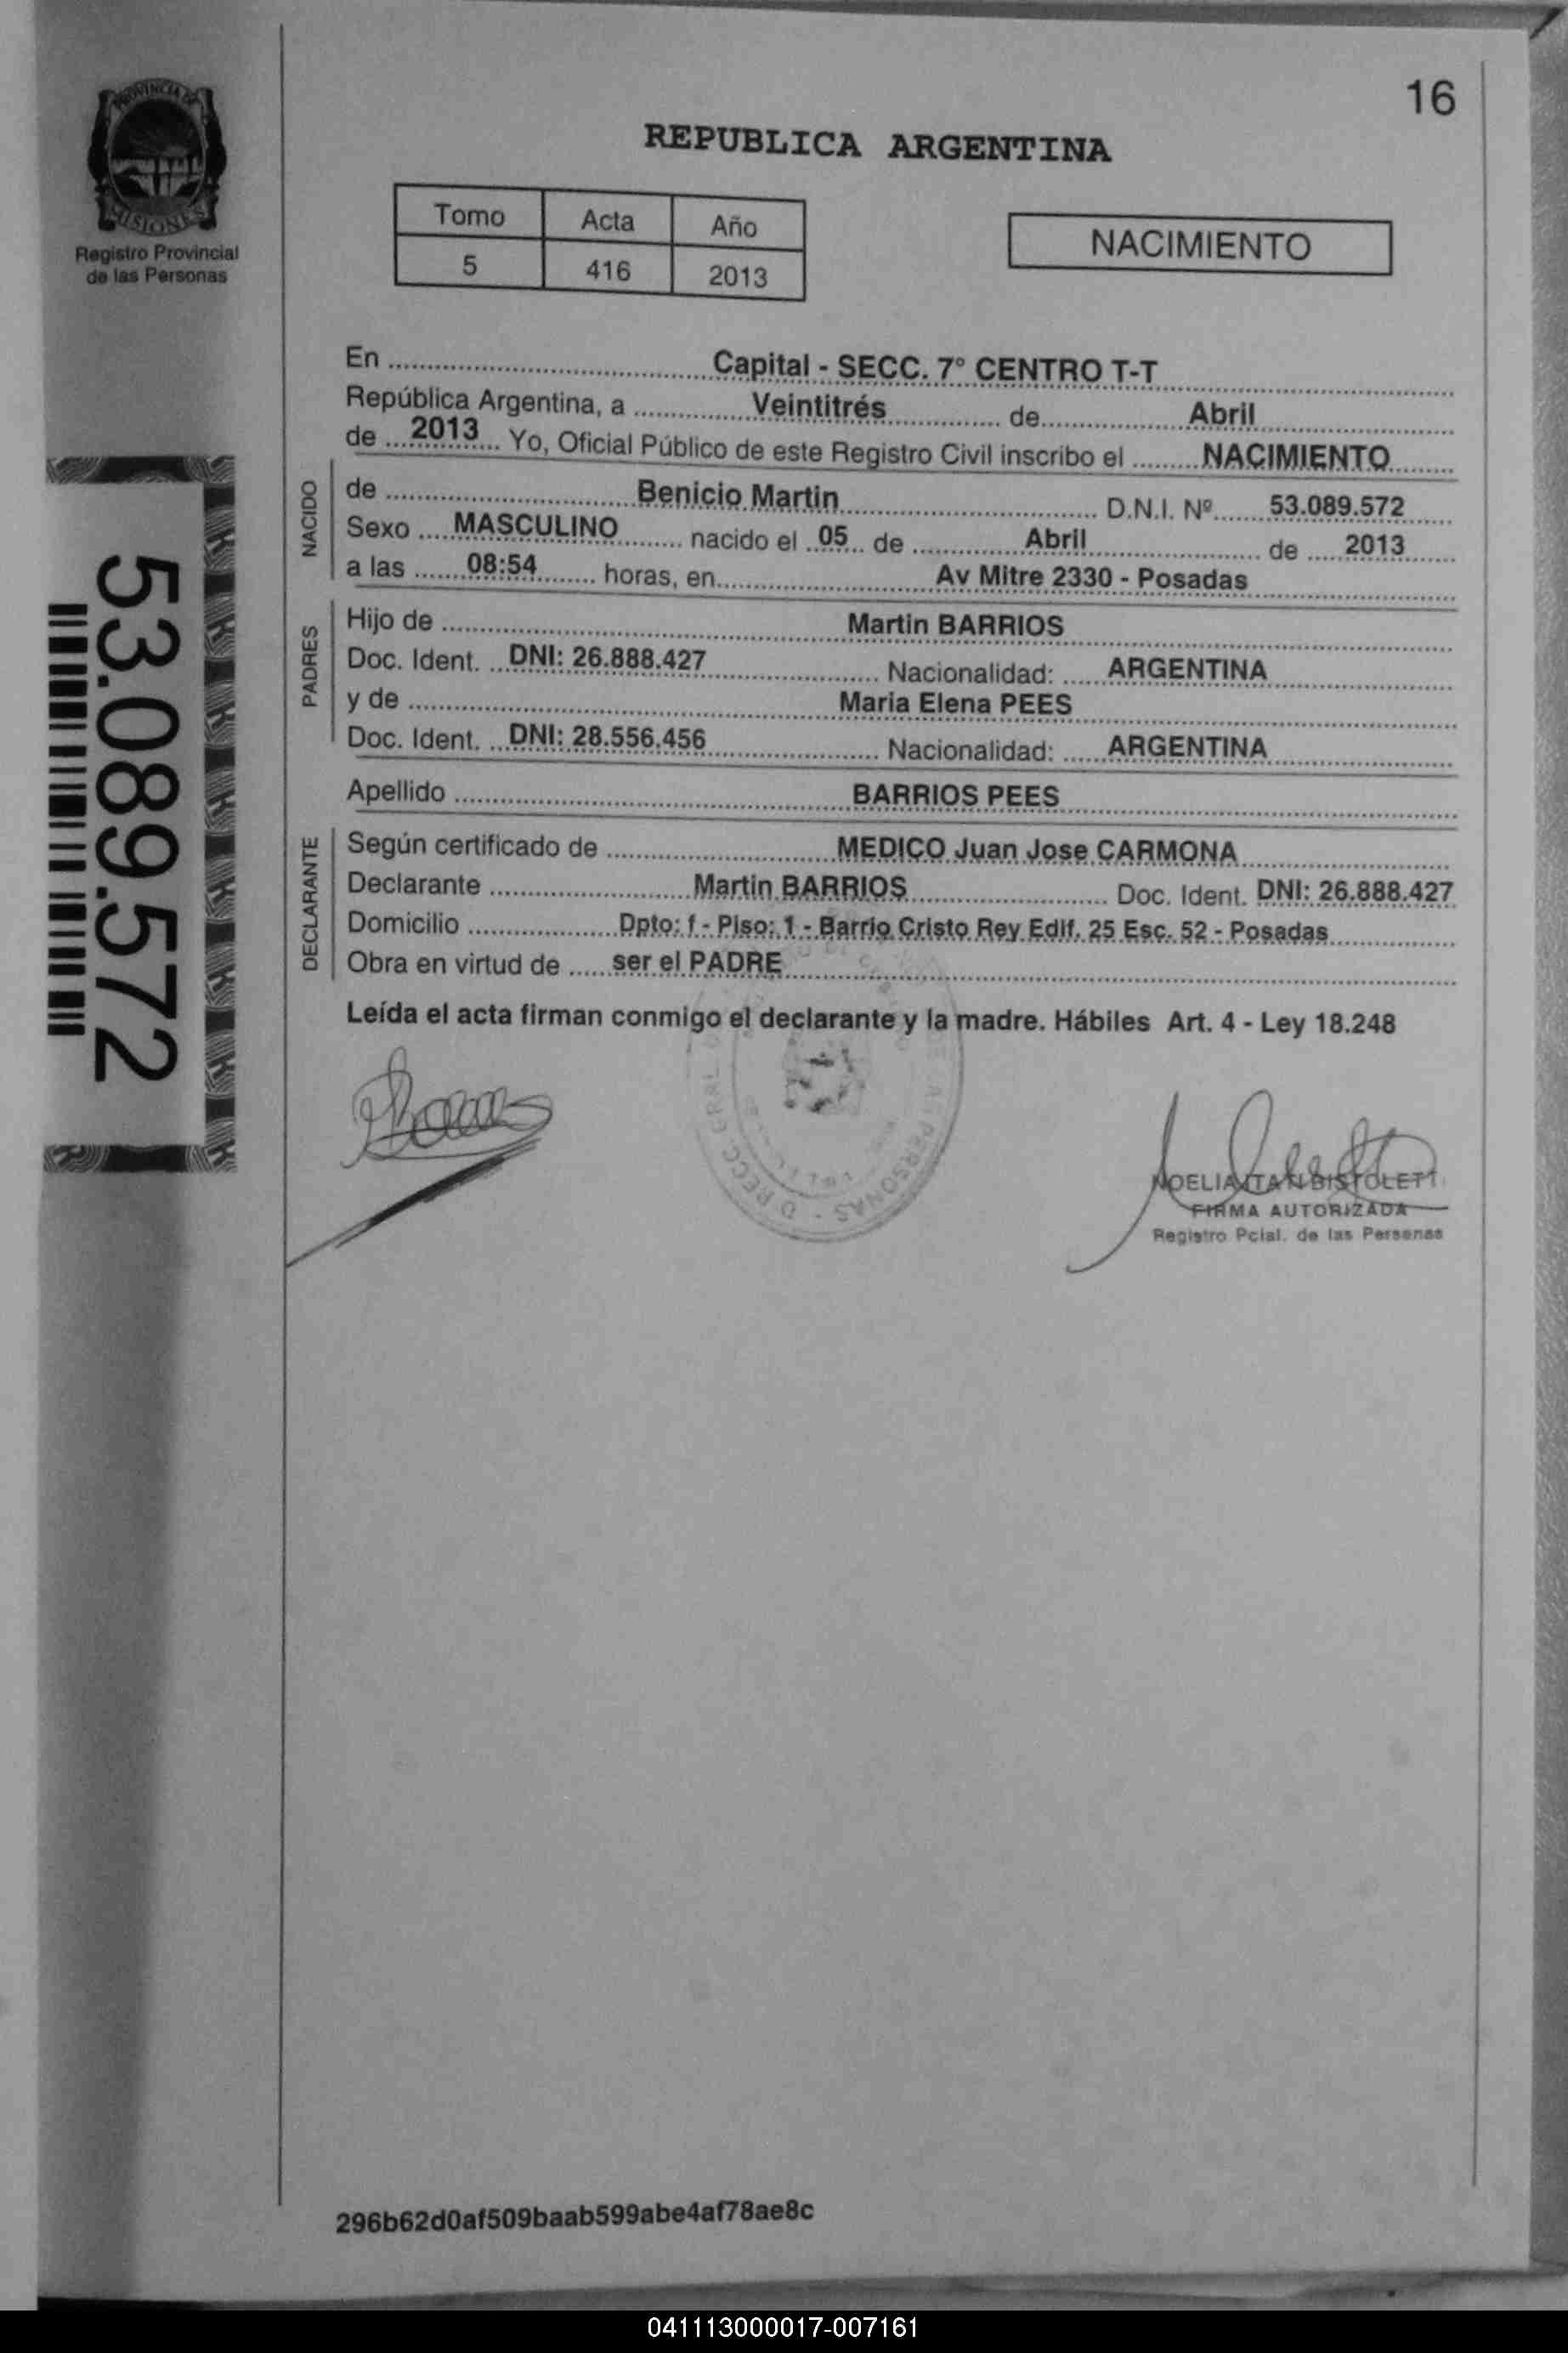 16
PROVINCIA DE
MISIONES
Registro Provincial
de las Personas
REPUBLICA ARGENTINA
Tomo Acta Año
5 416 2013
NACIMIENTO
En Capital - SECC. 7° CENTRO T-T
República Argentina, a Veintitrés de Abril
de 2013 Yo, Oficial Público de este Registro Civil inscribo el NACIMIENTO
NACIDO
de Benicio Martin D.N.I. Nº 53.089.572
Sexo MASCULINO nacido el 05 de Abril de 2013
a las 08:54 horas, en Av Mitre 2330 - Posadas
PADRES
Hijo de Martin BARRIOS
Doc. Ident. DNI: 26.888.427 Nacionalidad: ARGENTINA
y de Maria Elena PEES
Doc. Ident. DNI: 28.556.456 Nacionalidad: ARGENTINA
Apellido BARRIOS PEES
DECLARANTE
Según certificado de MEDICO Juan Jose CARMONA
Declarante Martin BARRIOS Doc. Ident. DNI: 26.888.427
Domicilio Dpto: f - Piso: 1 - Barrio Cristo Rey Edif. 25 Esc. 52 - Posadas
Obra en virtud de ser el PADRE
Leída el acta firman conmigo el declarante y la madre. Hábiles Art. 4 - Ley 18.248
53.089.572
PERSONAS
FIRMA AUTORIZADA
Registro Pcial. de las Personas
296b62d0af509baab599abe4af78ae8c
041113000017-007161